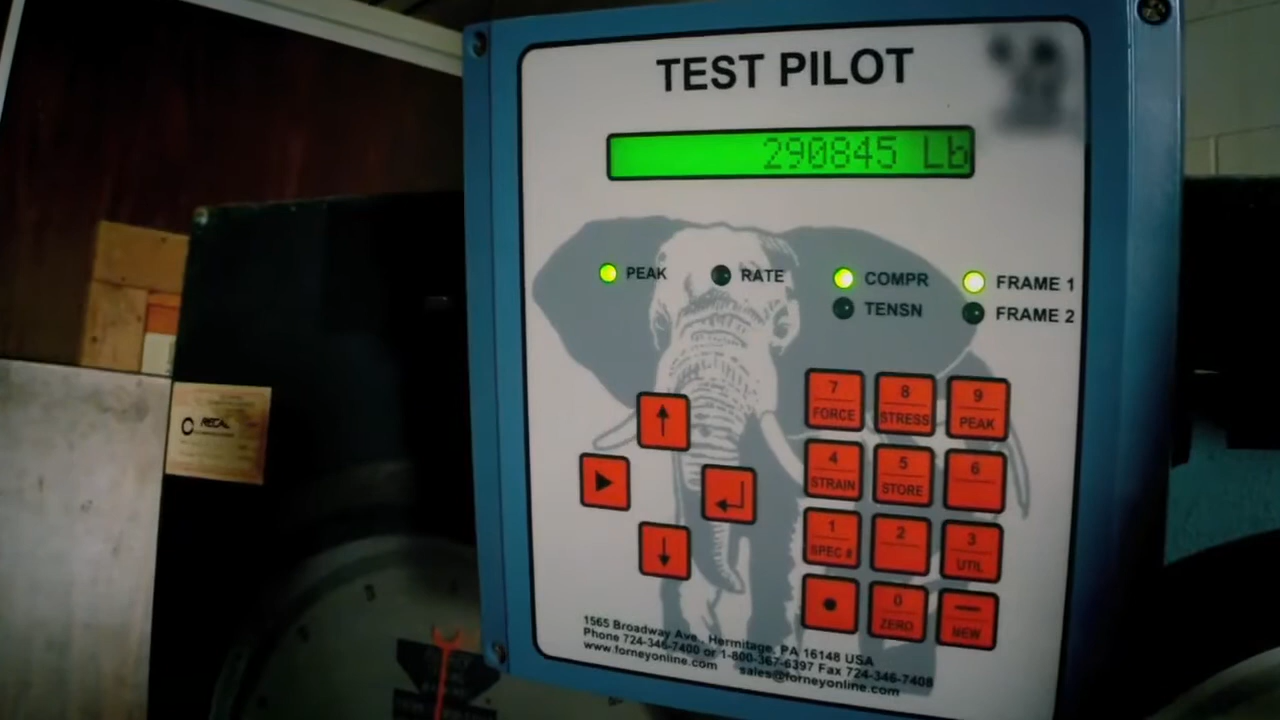 TEST PILOT
290845 Lb
PEAK
RATE
COMPR
TENSN
FRAME 1
FRAME 2
7
FORCE
8
STRESS
9
PEAK
4
STRAIN
5
STORE
6
1
SPEC #
2
3
UTIL
0
ZERO
NEW
RECAL
1565 Broadway Ave., Hermitage, PA 16148 USA
Phone 724-346-7400 or 1-800-367-6397 Fax 724-346-7408
www.forneyonline.com sales@forneyonline.com